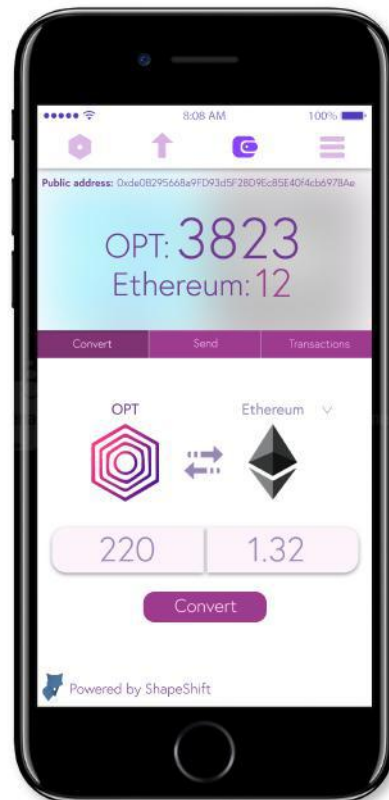 8:08 AM 100%
Public address: 0xde0B295668a9FD93d5F28D9Ec85E40f4cb6978Ae
OPT: 3823
Ethereum: 12
Convert Send Transactions
OPT Ethereum
220 1.32
Convert
Powered by ShapeShift